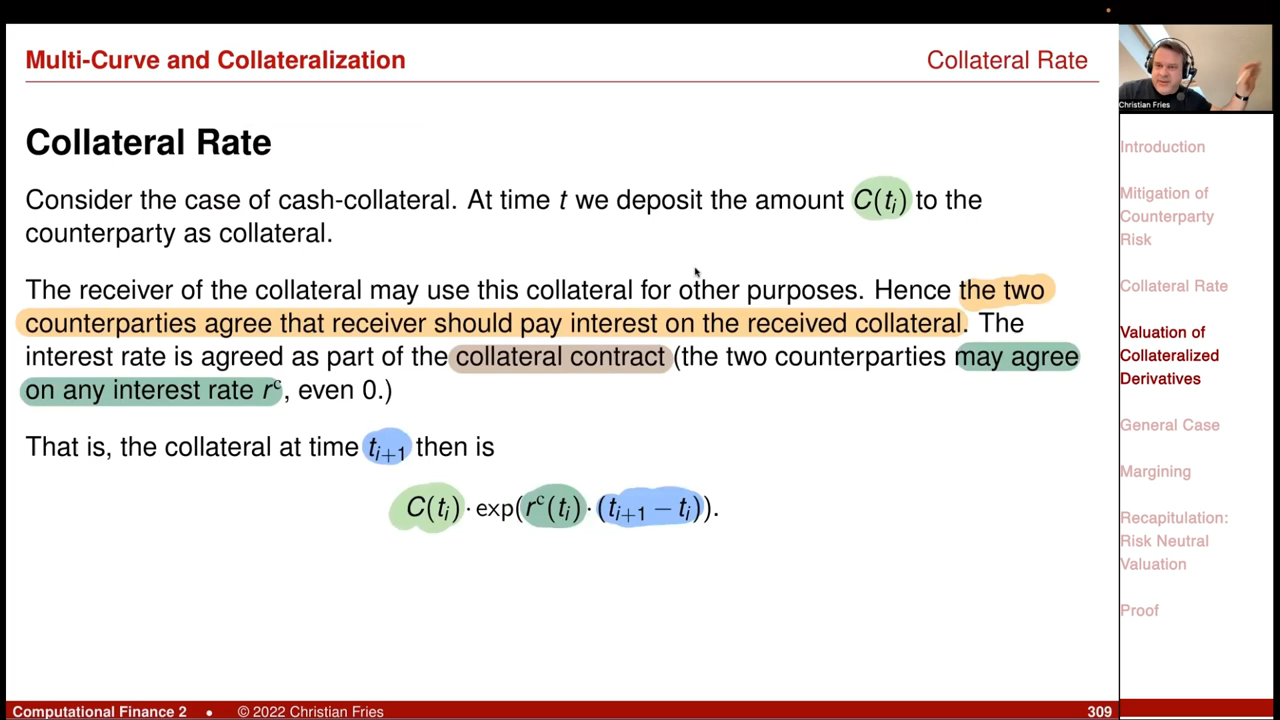 Multi-Curve and Collateralization
Collateral Rate
Christian Fries
Collateral Rate
Consider the case of cash-collateral. At time t we deposit the amount C(tᵢ) to the
counterparty as collateral.
The receiver of the collateral may use this collateral for other purposes. Hence the two
counterparties agree that receiver should pay interest on the received collateral. The
interest rate is agreed as part of the collateral contract (the two counterparties may agree
on any interest rate rᶜ, even 0.)
That is, the collateral at time tᵢ₊₁ then is
C(tᵢ) · exp(rᶜ(tᵢ) · (tᵢ₊₁ − tᵢ)).
Introduction
Mitigation of
Counterparty
Risk
Collateral Rate
Valuation of
Collateralized
Derivatives
General Case
Margining
Recapitulation:
Risk Neutral
Valuation
Proof
Computational Finance 2 • © 2022 Christian Fries
309